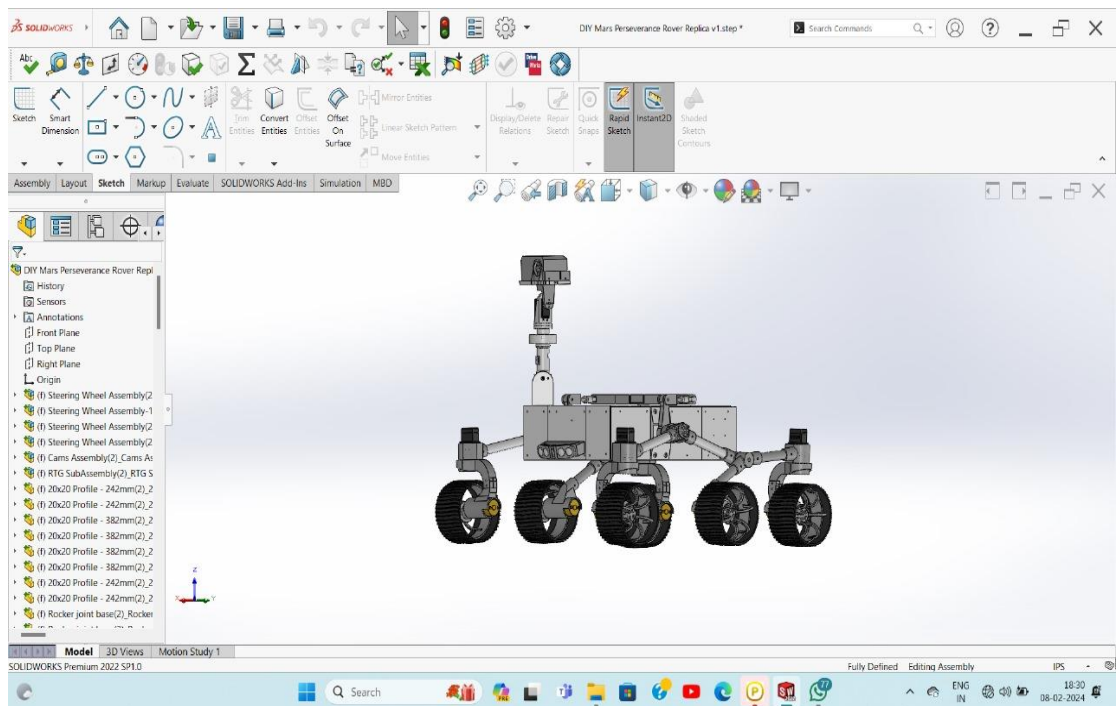 DS SOLIDWORKS
DIY Mars Perseverance Rover Replica v1.step *
Search Commands
Abc
Sketch
Smart Dimension
Trim Entities
Convert Entities
Offset Entities
Offset On Surface
Mirror Entities
Linear Sketch Pattern
Move Entities
Display/Delete Relations
Repair Sketch
Quick Snaps
Rapid Sketch
Instant2D
Shaded Sketch Contours
Assembly Layout Sketch Markup Evaluate SOLIDWORKS Add-Ins Simulation MBD
DIY Mars Perseverance Rover Repl
History
Sensors
Annotations
Front Plane
Top Plane
Right Plane
Origin
(f) Steering Wheel Assembly(2
(f) Steering Wheel Assembly-1
(f) Steering Wheel Assembly(2
(f) Steering Wheel Assembly(2
(f) Cams Assembly(2)_Cams As
(f) RTG SubAssembly(2)_RTG S
(f) 20x20 Profile - 242mm(2)_2
(f) 20x20 Profile - 242mm(2)_2
(f) 20x20 Profile - 382mm(2)_2
(f) 20x20 Profile - 382mm(2)_2
(f) 20x20 Profile - 382mm(2)_2
(f) 20x20 Profile - 382mm(2)_2
(f) 20x20 Profile - 242mm(2)_2
(f) 20x20 Profile - 242mm(2)_2
(f) Rocker joint base(2)_Rocker
Z
X Y
Model 3D Views Motion Study 1
SOLIDWORKS Premium 2022 SP1.0
Fully Defined Editing Assembly IPS
Search
27
ENG
IN
18:30
08-02-2024